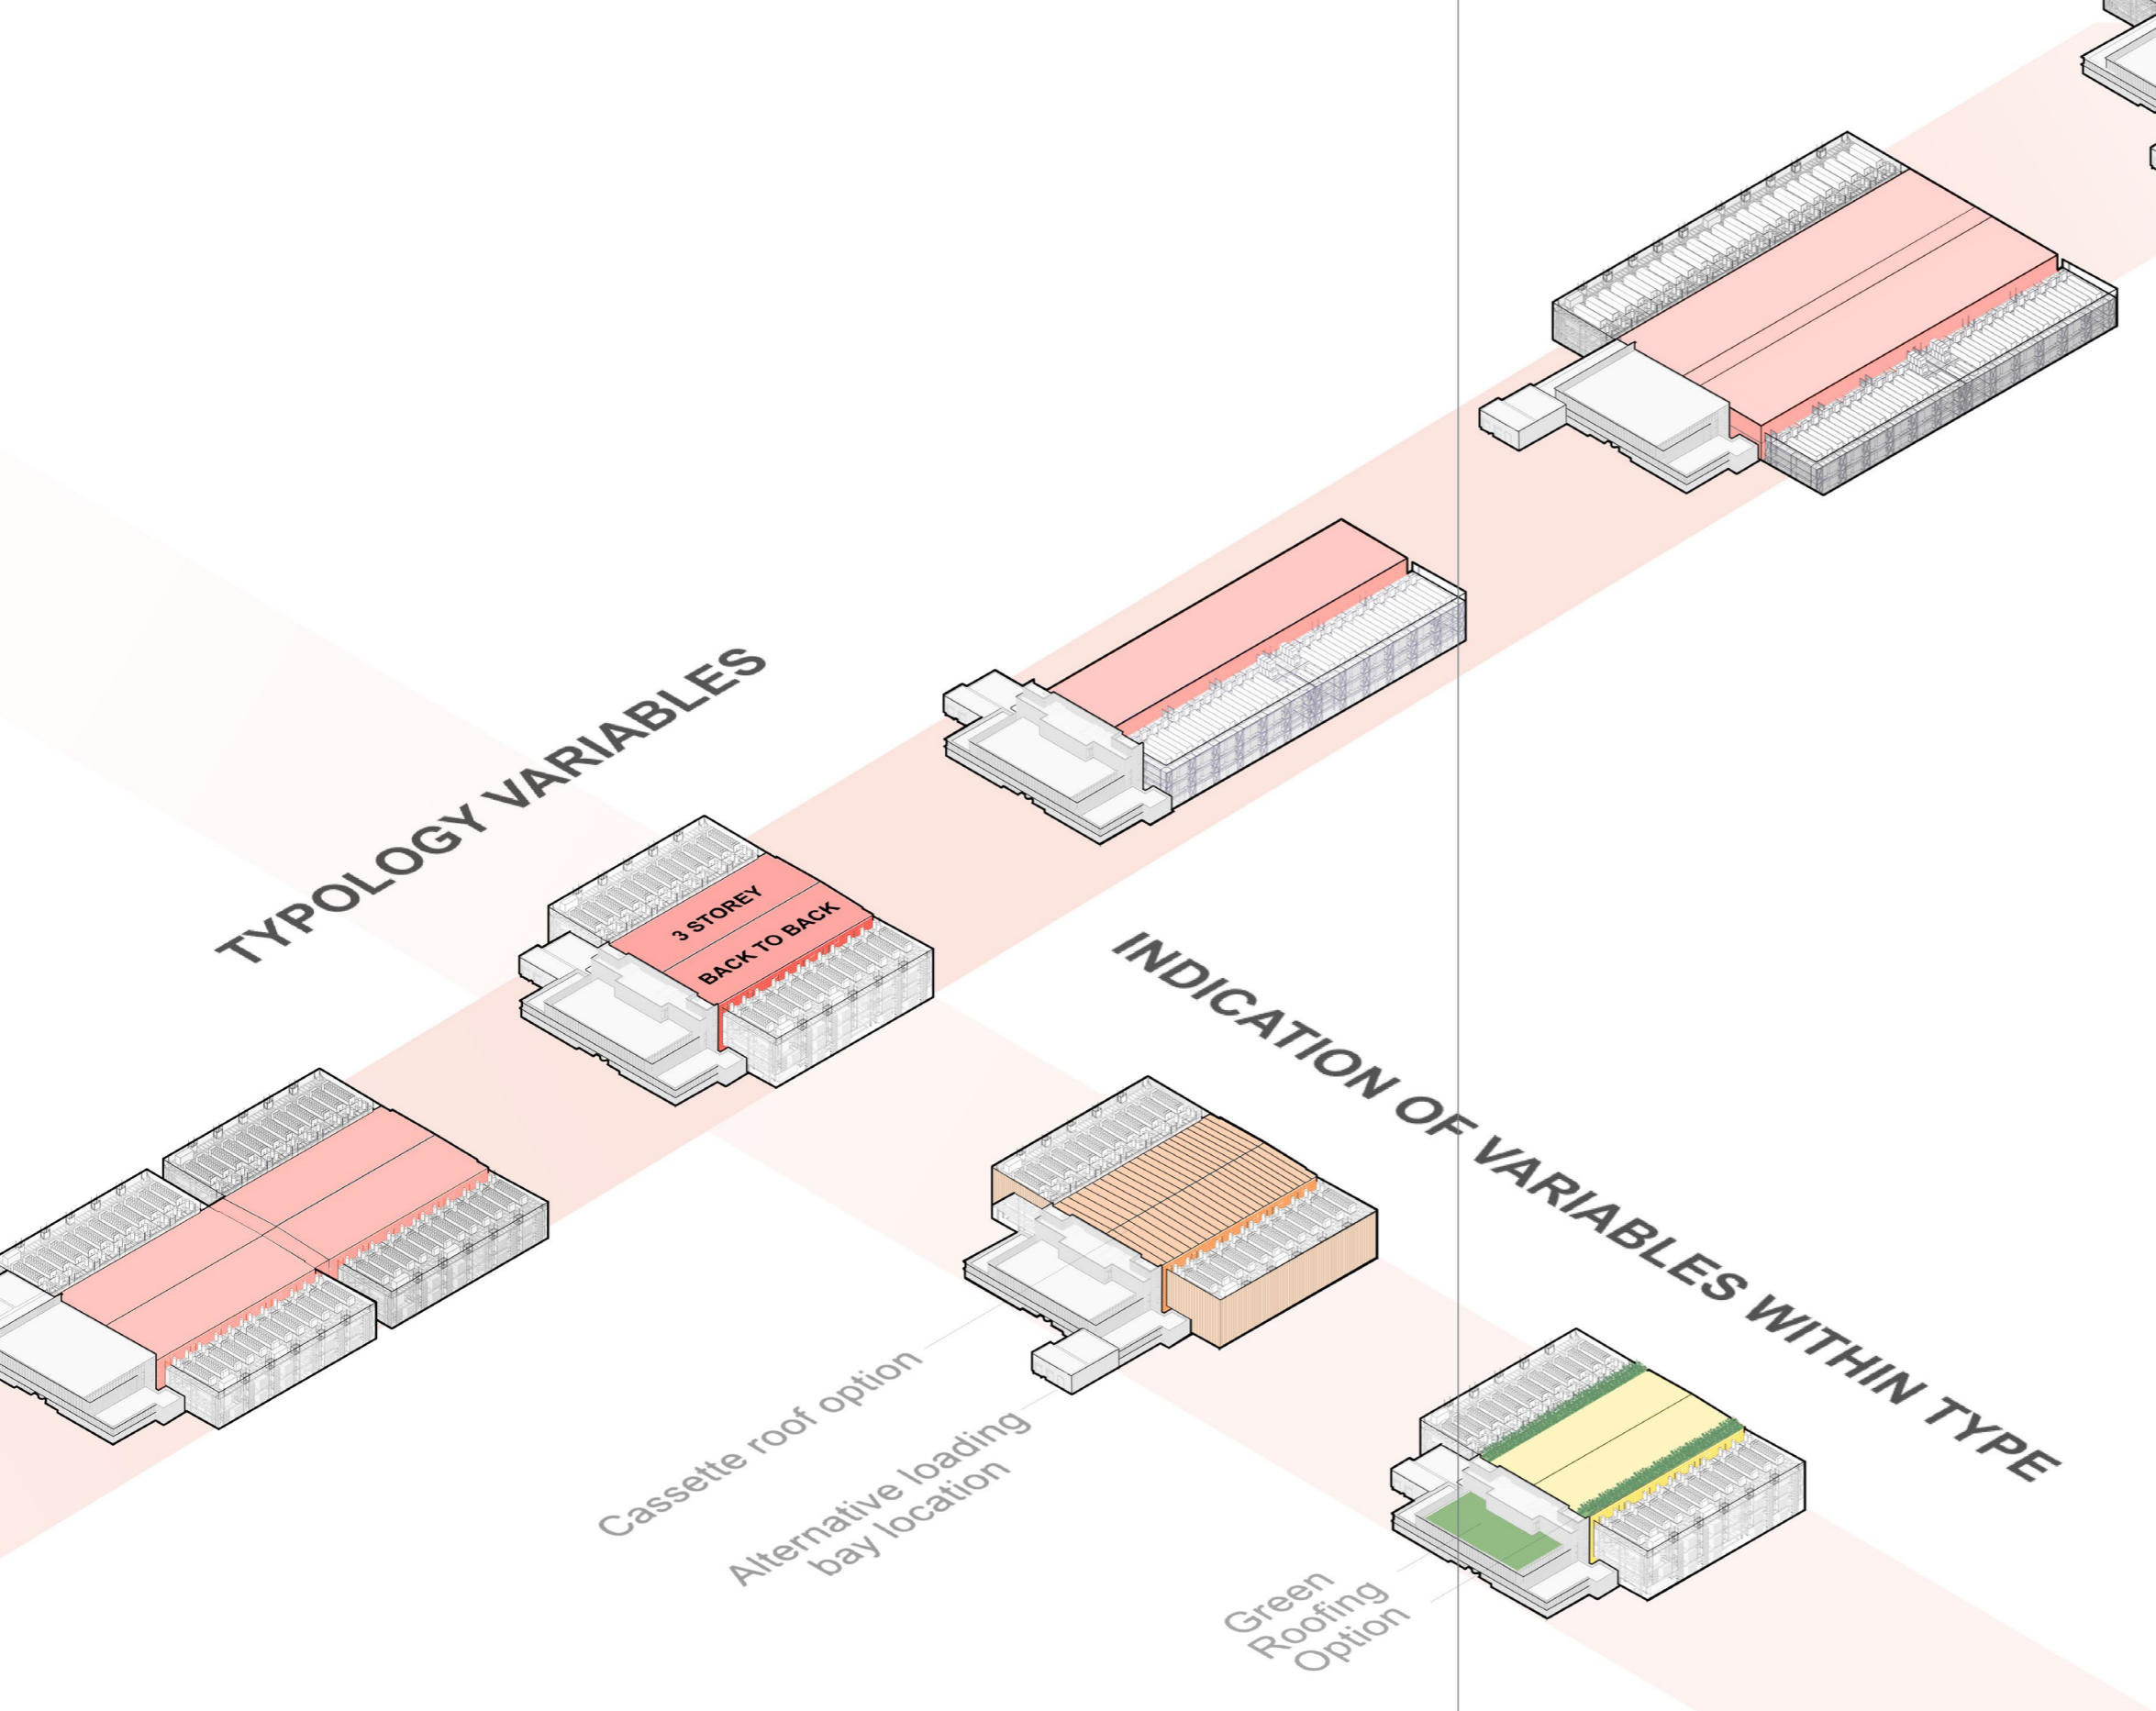 TYPOLOGY VARIABLES
3 STOREY
BACK TO BACK
INDICATION OF VARIABLES WITHIN TYPE
Cassette roof option
Alternative loading
bay location
Green
Roofing
Option